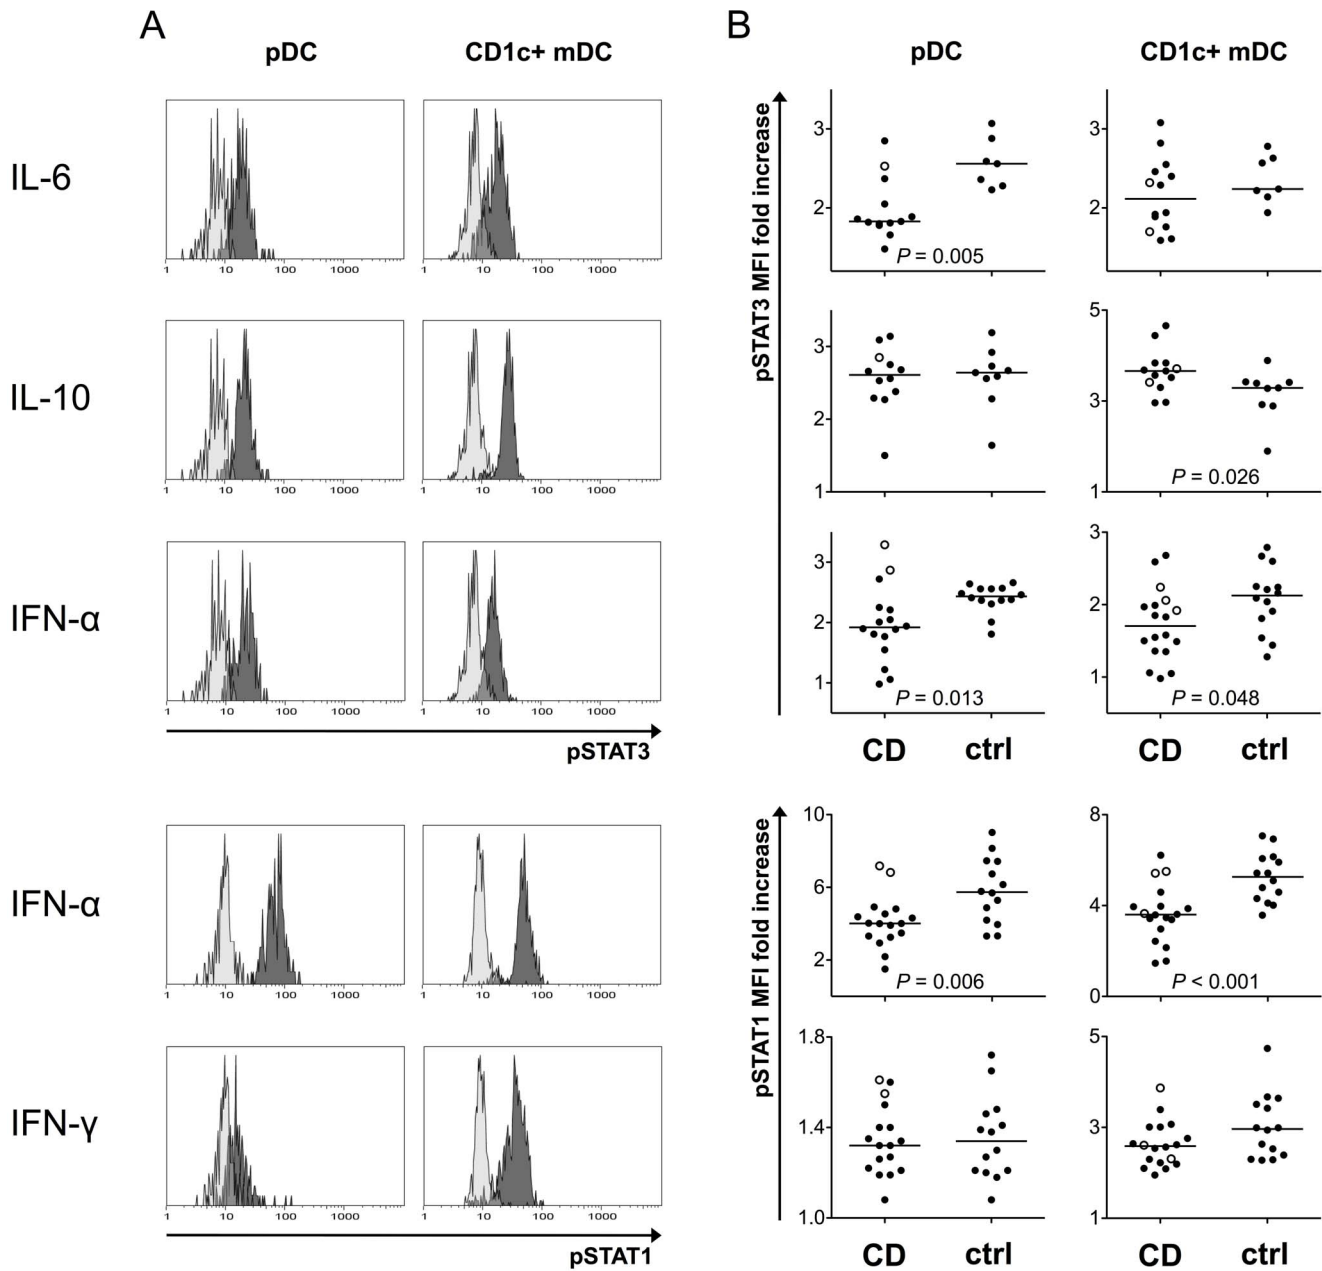 A
B
pDC
CD1c+ mDC
pDC
CD1c+ mDC
IL-6
1 10 100 1000
1 10 100 1000
3
2
P = 0.005
3
2
IL-10
1 10 100 1000
1 10 100 1000
3
2
1
5
3
1
P = 0.026
IFN-α
1 10 100 1000
1 10 100 1000
3
2
1
P = 0.013
3
2
1
P = 0.048
pSTAT3
pSTAT3 MFI fold increase
CD ctrl
CD ctrl
IFN-α
1 10 100 1000
1 10 100 1000
10
6
2
P = 0.006
8
4
0
P < 0.001
IFN-γ
1 10 100 1000
1 10 100 1000
1.8
1.4
1.0
5
3
1
pSTAT1
pSTAT1 MFI fold increase
CD ctrl
CD ctrl